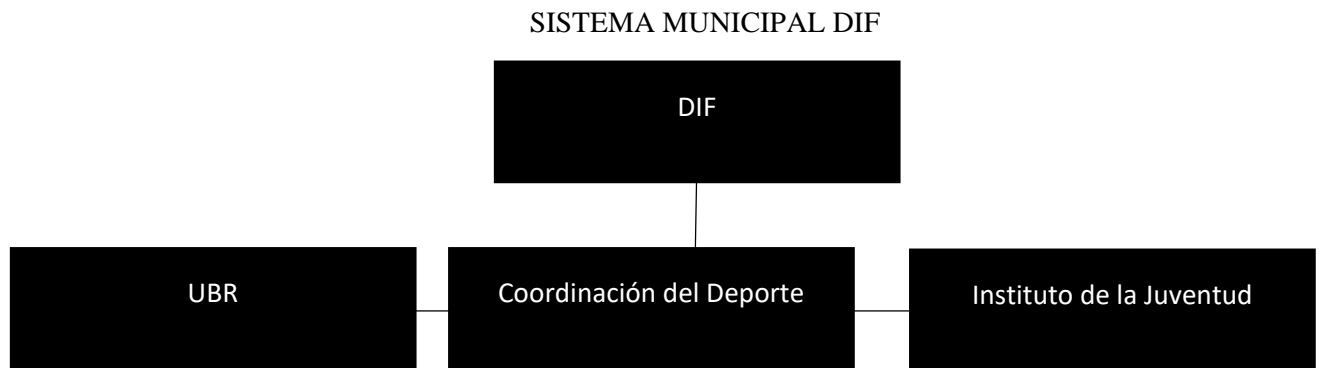 SISTEMA MUNICIPAL DIF
DIF
UBR
Coordinación del Deporte
Instituto de la Juventud